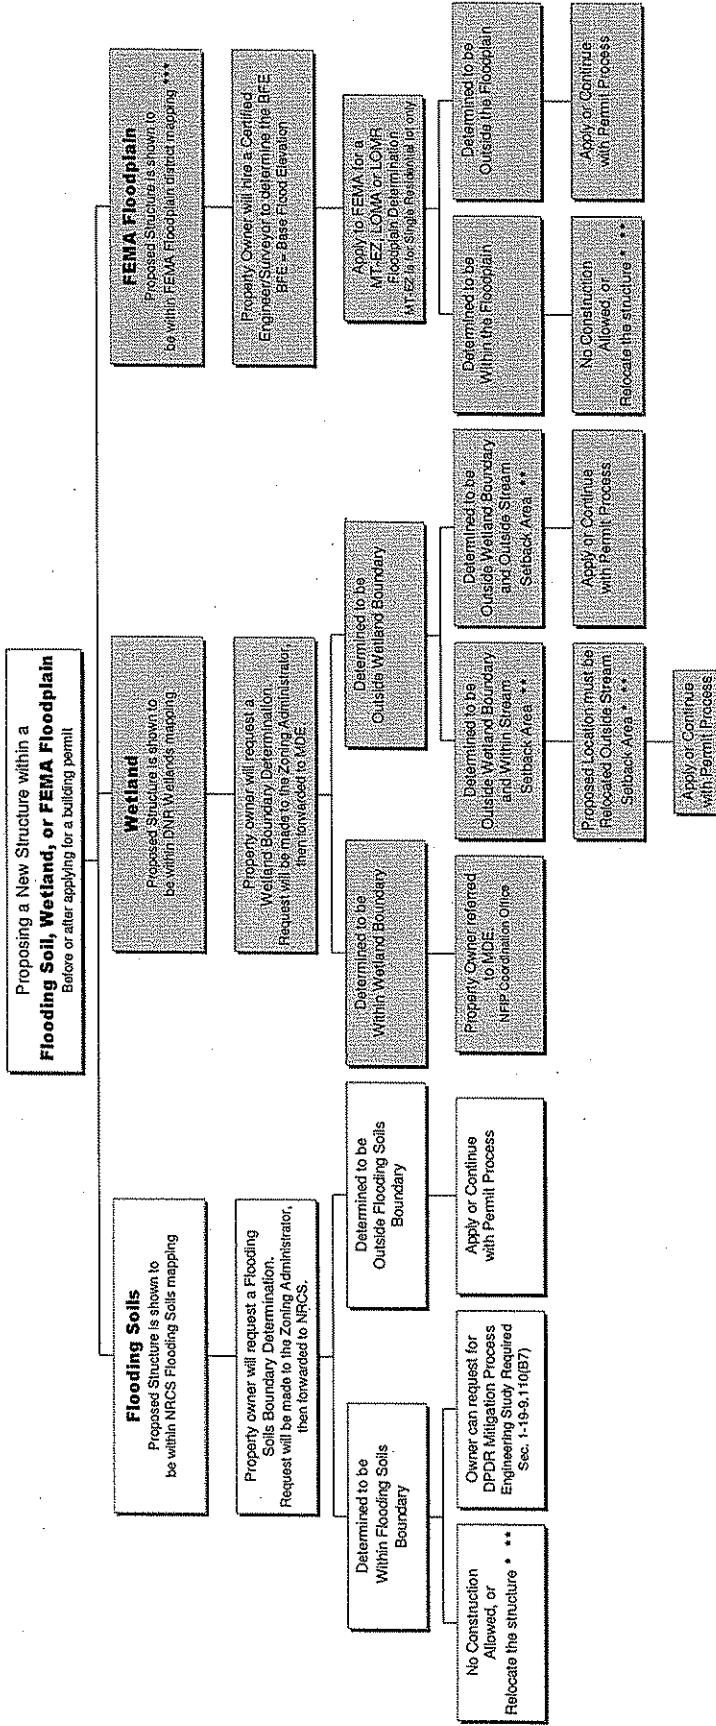 Proposing a New Structure within a
Flooding Soil, Wetland, or FEMA Floodplain
Before or after applying for a building permit
Flooding Soils
Proposed Structure is shown to
be within NRCS Flooding Soils mapping
Property owner will request a Flooding
Soils Boundary Determination.
Request will be made to the Zoning Administrator,
then forwarded to NRCS.
Determined to be
Within Flooding Soils
Boundary
No Construction
Allowed, or
Relocate the structure * **
Owner can request for
DPDR Mitigation Process
Engineering Study Required
Sec. 1-19-9.110(B7)
Determined to be
Outside Flooding Soils
Boundary
Apply or Continue
with Permit Process
Wetland
Proposed Structure is shown to
be within DNR Wetlands mapping
Property owner will request a
Wetland Boundary Determination.
Request will be made to the Zoning Administrator,
then forwarded to MDE.
Determined to be
Within Wetland Boundary
Property Owner referred
to MDE
NFIP Coordination Office
Determined to be
Outside Wetland Boundary
Determined to be
Outside Wetland Boundary
and Within Stream
Setback Area **
Proposed Location must be
Relocated Outside Stream
Setback Area * **
Apply or Continue
with Permit Process
Determined to be
Outside Wetland Boundary
and Outside Stream
Setback Area **
Apply or Continue
with Permit Process
FEMA Floodplain
Proposed Structure is shown to
be within FEMA Floodplain district mapping ***
Property Owner will hire a Certified
Engineer/Surveyor to determine the BFE.
BFE = Base Flood Elevation
Apply to FEMA for a
MT-EZ, LOMA or LOMR
Floodplain Determination.
MT-EZ is for Single Residential lot only
Determined to be
Within the Floodplain
No Construction
Allowed, or
Relocate the structure * **
Determined to be
Outside the Floodplain
Apply or Continue
with Permit Process